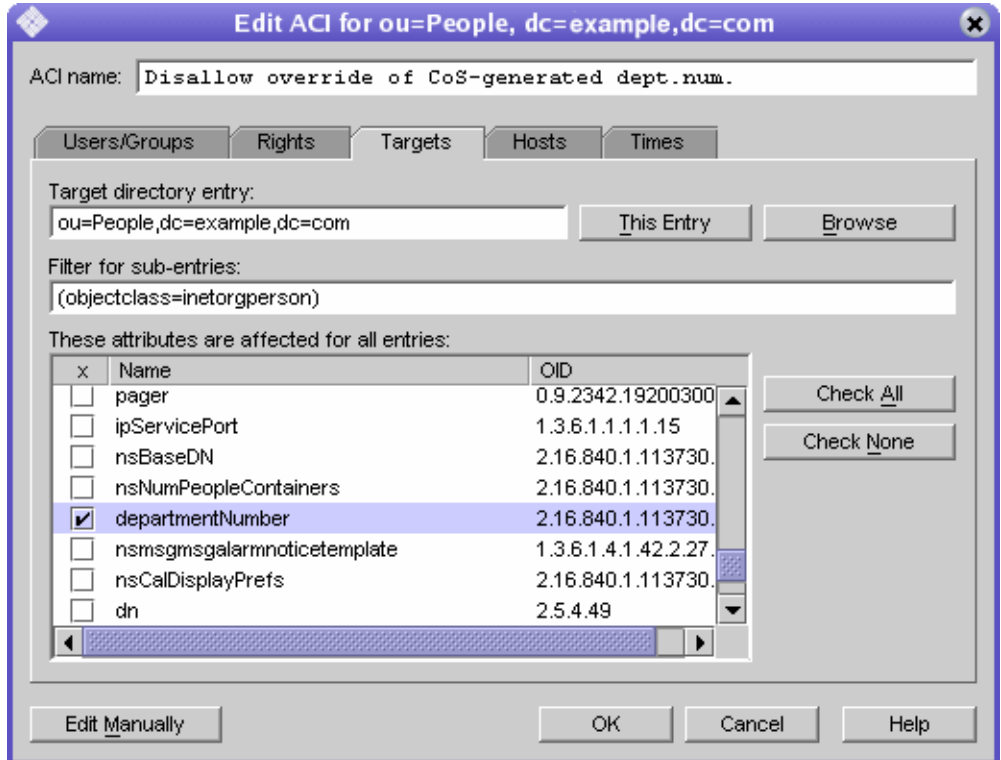 Edit ACI for ou=People, dc=example,dc=com
ACI name: Disallow override of CoS-generated dept.num.
Users/Groups Rights Targets Hosts Times
Target directory entry:
ou=People,dc=example,dc=com This Entry Browse
Filter for sub-entries:
(objectclass=inetorgperson)
These attributes are affected for all entries:
x Name OID
pager 0.9.2342.19200300
Check All
ipServicePort 1.3.6.1.1.1.1.15
Check None
nsBaseDN 2.16.840.1.113730.
nsNumPeopleContainers 2.16.840.1.113730.
departmentNumber 2.16.840.1.113730.
nsmsgmsgalarmnoticetemplate 1.3.6.1.4.1.42.2.27.
nsCalDisplayPrefs 2.16.840.1.113730.
dn 2.5.4.49
Edit Manually OK Cancel Help